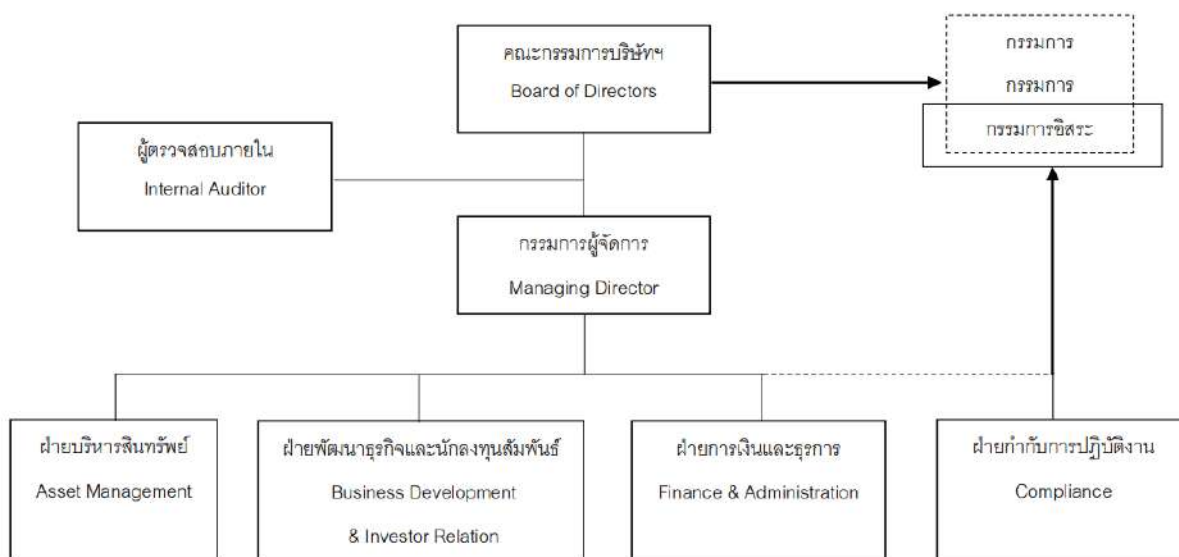 คณะกรรมการบริษัทฯ
Board of Directors
กรรมการ
กรรมการ
กรรมการอิสระ
ผู้ตรวจสอบภายใน
Internal Auditor
กรรมการผู้จัดการ
Managing Director
ฝ่ายบริหารสินทรัพย์
Asset Management
ฝ่ายพัฒนาธุรกิจและนักลงทุนสัมพันธ์
Business Development
& Investor Relation
ฝ่ายการเงินและธุรการ
Finance & Administration
ฝ่ายกำกับการปฏิบัติงาน
Compliance